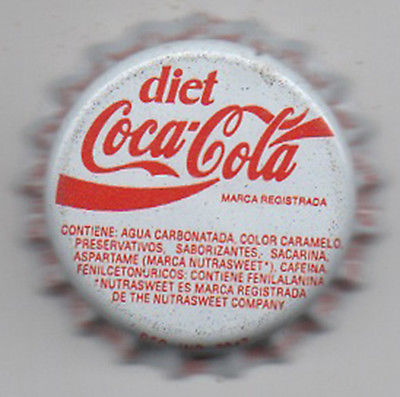 diet
Coca-Cola
MARCA REGISTRADA
CONTIENE: AGUA CARBONATADA, COLOR CARAMELO,
PRESERVATIVOS, SABORIZANTES, SACARINA,
ASPARTAME (MARCA NUTRASWEET*), CAFEINA.
FENILCETONURICOS: CONTIENE FENILALANINA
*NUTRASWEET ES MARCA REGISTRADA
DE THE NUTRASWEET COMPANY